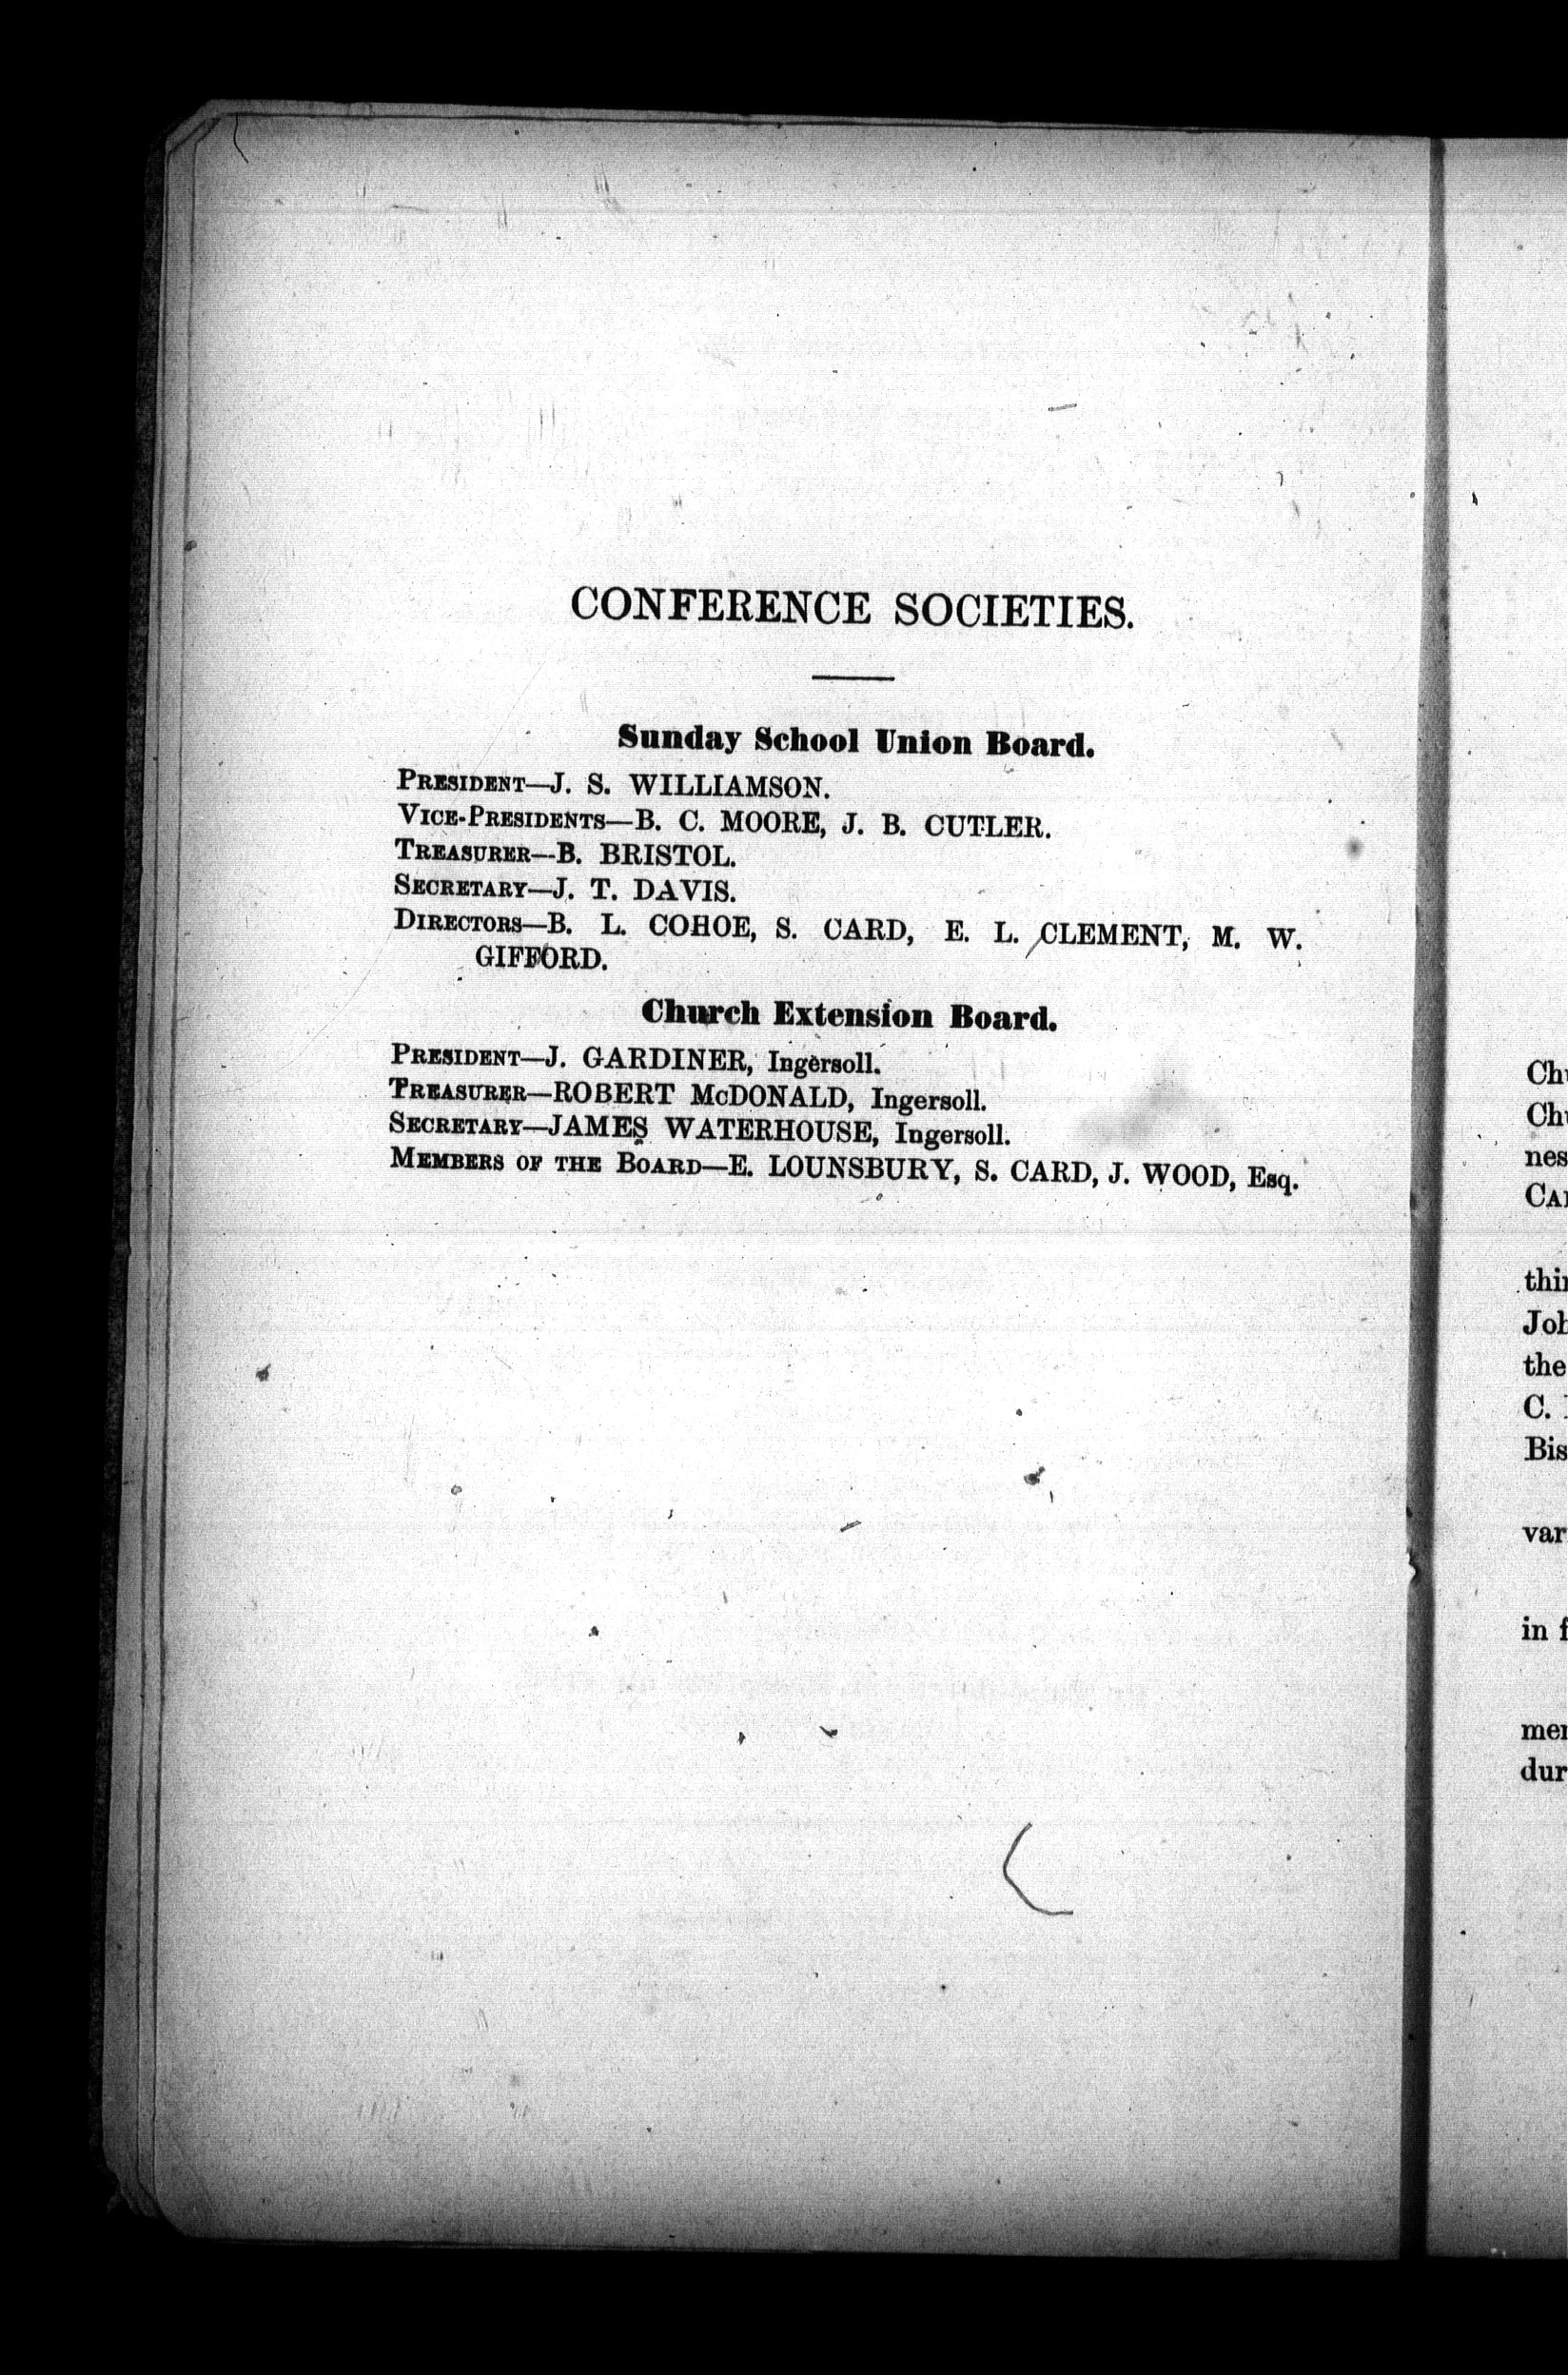 CONFERENCE SOCIETIES.
Sunday School Union Board.
PRESIDENT—J. S. WILLIAMSON.
VICE-PRESIDENTS—B. C. MOORE, J. B. CUTLER.
TREASURER—B. BRISTOL.
SECRETARY—J. T. DAVIS.
DIRECTORS—B. L. COHOE, S. CARD, E. L. CLEMENT, M. W.
GIFFORD.
Church Extension Board.
PRESIDENT—J. GARDINER, Ingersoll.
TREASURER—ROBERT McDONALD, Ingersoll.
SECRETARY—JAMES WATERHOUSE, Ingersoll.
MEMBERS OF THE BOARD—E. LOUNSBURY, S. CARD, J. WOOD, Esq.
the
C.
in